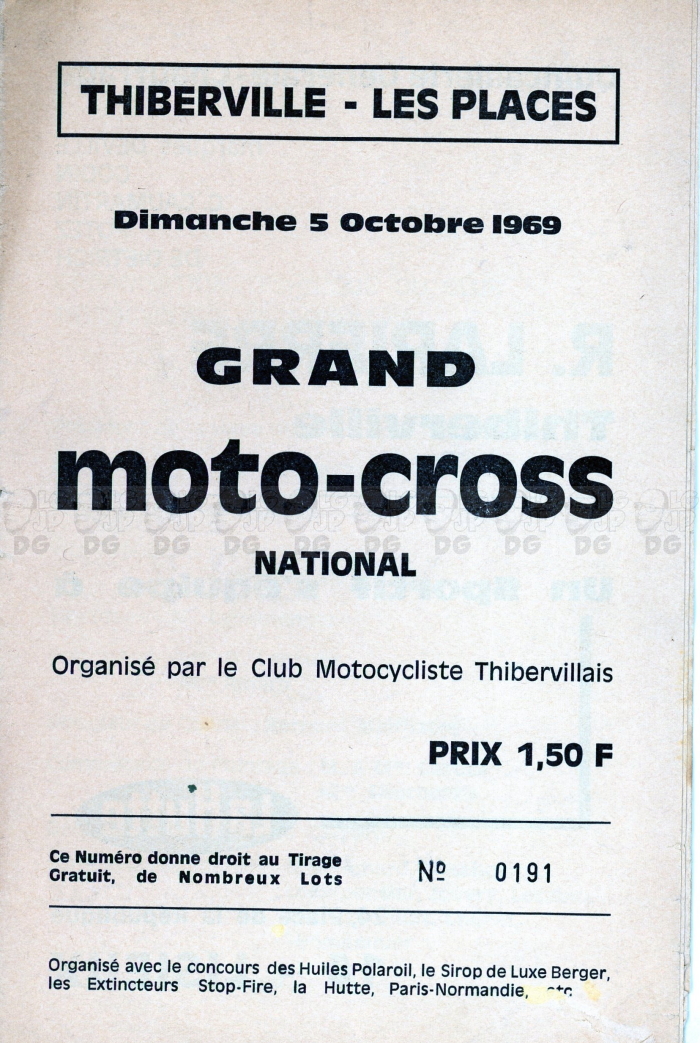 THIBERVILLE - LES PLACES
Dimanche 5 Octobre 1969
GRAND
moto-cross
NATIONAL
Organisé par le Club Motocycliste Thibervillais
PRIX 1,50 F
Ce Numéro donne droit au Tirage
Gratuit, de Nombreux Lots
Nº 0191
Organisé avec le concours des Huiles Polaroil, le Sirop de Luxe Berger,
les Extincteurs Stop-Fire, la Hutte, Paris-Normandie, etc